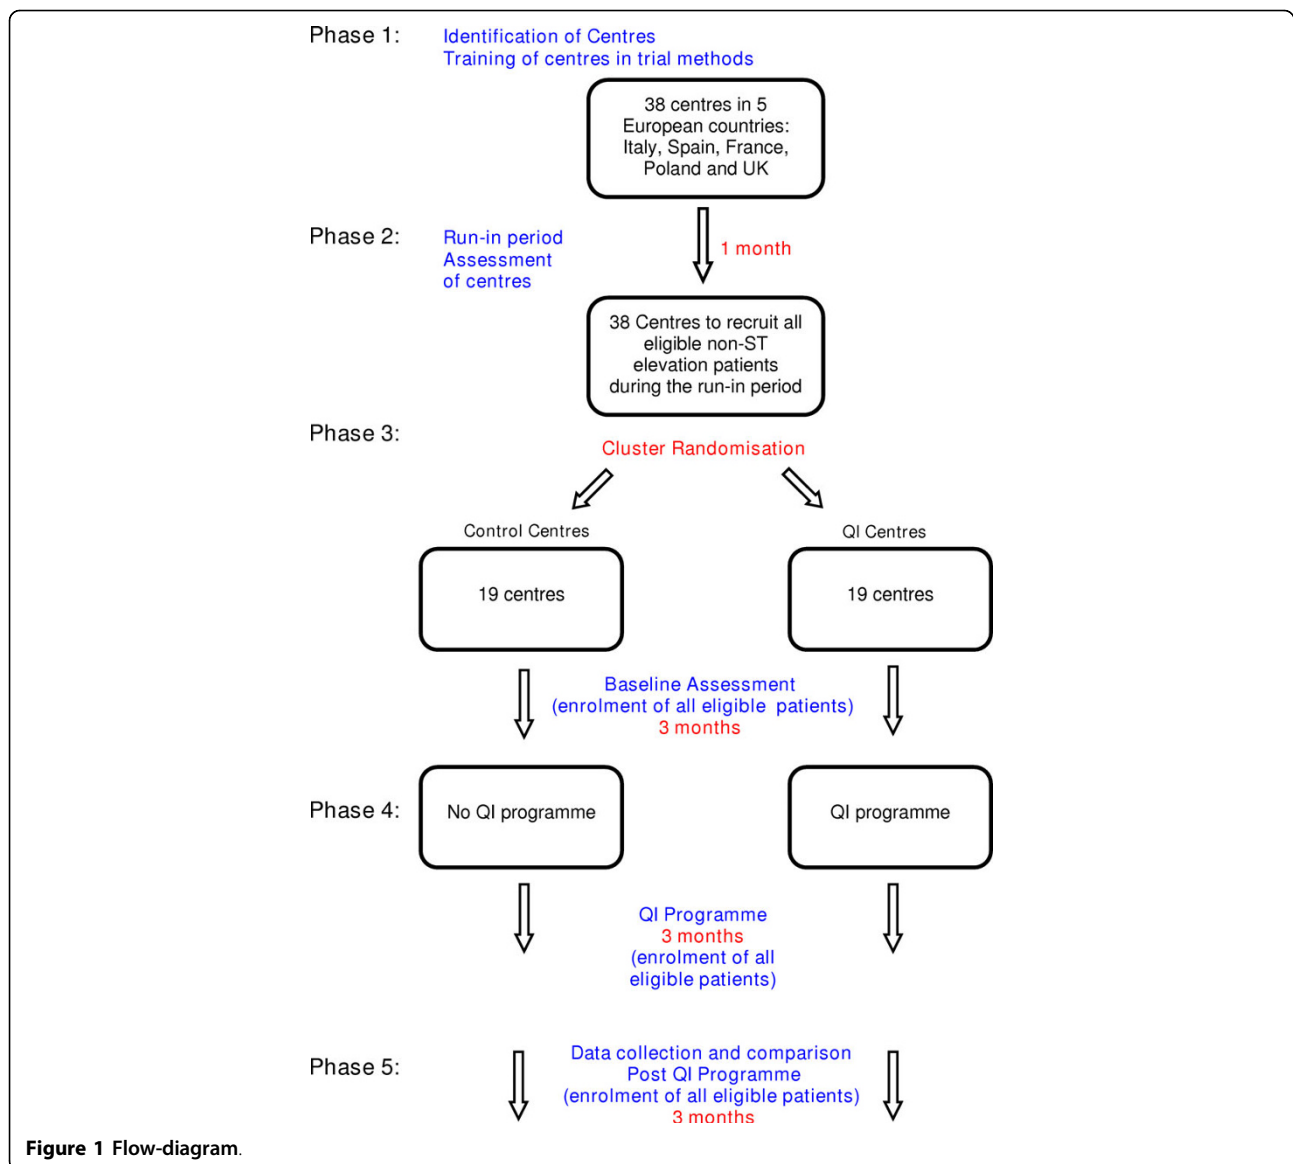 Phase 1:
Identification of Centres
Training of centres in trial methods
38 centres in 5
European countries:
Italy, Spain, France,
Poland and UK
Phase 2:
Run-in period
Assessment
of centres
1 month
38 Centres to recruit all
eligible non-ST
elevation patients
during the run-in period
Phase 3:
Cluster Randomisation
Control Centres
QI Centres
19 centres
19 centres
Baseline Assessment
(enrolment of all eligible patients)
3 months
Phase 4:
No QI programme
QI programme
QI Programme
3 months
(enrolment of all
eligible patients)
Phase 5:
Data collection and comparison
Post QI Programme
(enrolment of all eligible patients)
3 months
Figure 1 Flow-diagram.